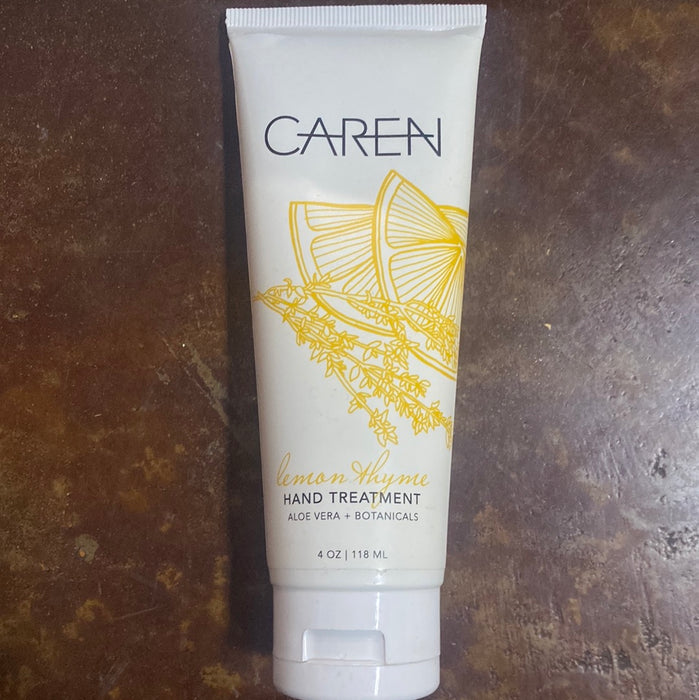 CAREN
lemon thyme
HAND TREATMENT
ALOE VERA + BOTANICALS
4 OZ | 118 ML